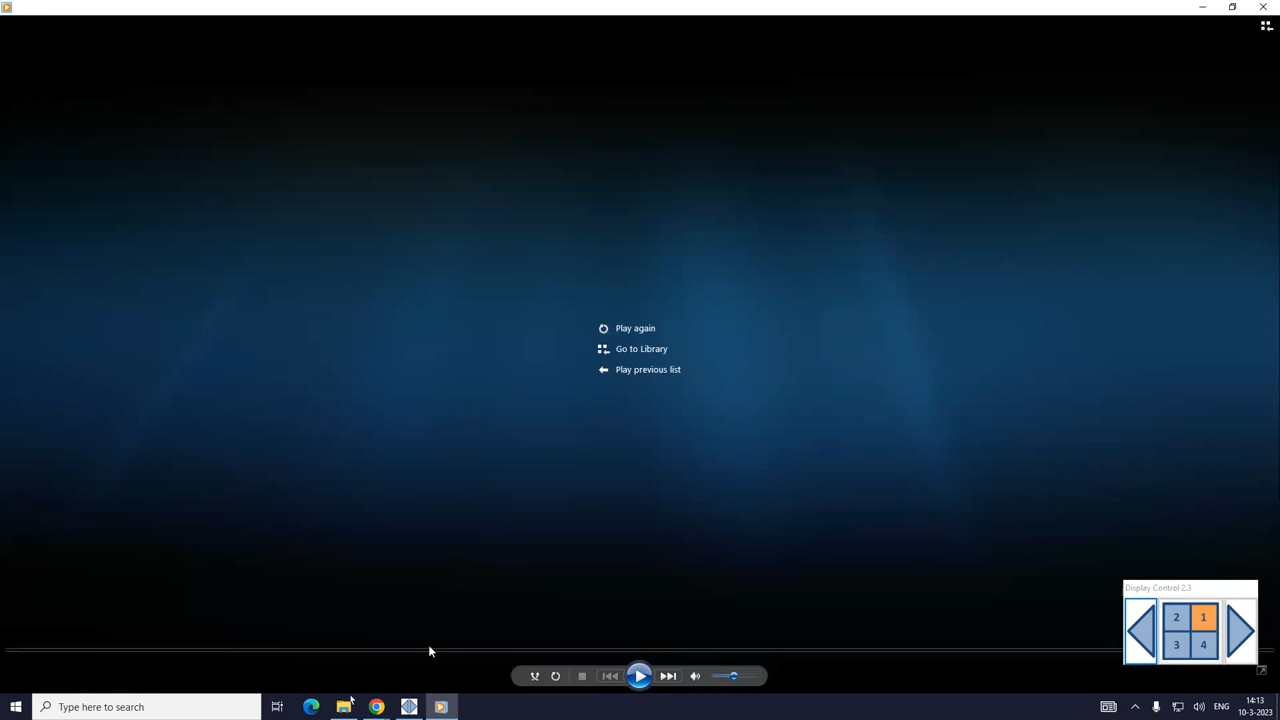 Play again
Go to Library
Play previous list
Display Control 2.3
2 1
3 4
Type here to search
ENG
14:13
10-3-2023